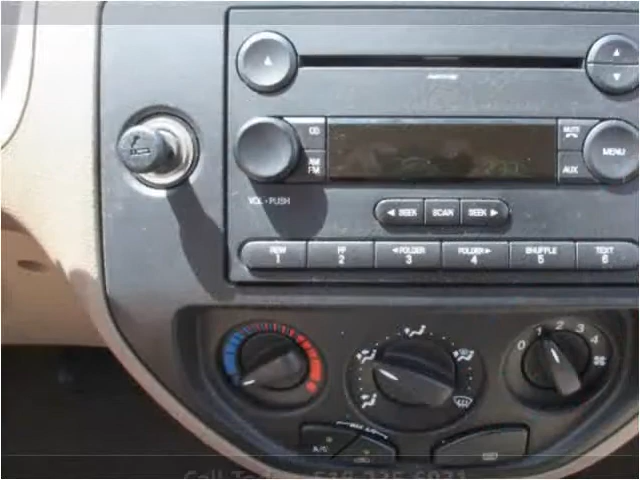 CD
MUTE
AM
FM
AUX
MENU
VOL - PUSH
◄ SEEK SCAN SEEK ►
REW FF ◄FOLDER FOLDER► SHUFFLE TEXT
1 2 3 4 5 6
0 1 2 3 4
MAX A/C
A/C